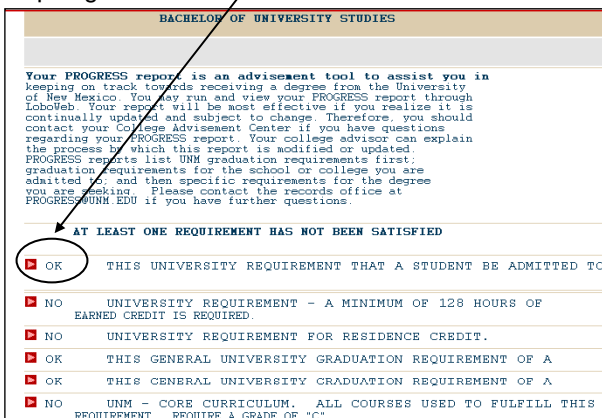 BACHELOR OF UNIVERSITY STUDIES
Your PROGRESS report is an advisement tool to assist you in
keeping on track towards receiving a degree from the University
of New Mexico. You may run and view your PROGRESS report through
LoboWeb. Your report will be most effective if you realize it is
continually updated and subject to change. Therefore, you should
contact your College Advisement Center if you have questions
regarding your PROGRESS report. Your college advisor can explain
the process by which this report is modified or updated.
PROGRESS reports list UNM graduation requirements first;
graduation requirements for the school or college you are
admitted to; and then specific requirements for the degree
you are seeking. Please contact the records office at
PROGRESS@UNM.EDU if you have further questions.
AT LEAST ONE REQUIREMENT HAS NOT BEEN SATISFIED
OK THIS UNIVERSITY REQUIREMENT THAT A STUDENT BE ADMITTED TO
NO UNIVERSITY REQUIREMENT - A MINIMUM OF 128 HOURS OF
EARNED CREDIT IS REQUIRED.
NO UNIVERSITY REQUIREMENT FOR RESIDENCE CREDIT.
OK THIS GENERAL UNIVERSITY GRADUATION REQUIREMENT OF A
OK THIS GENERAL UNIVERSITY GRADUATION REQUIREMENT OF A
NO UNM - CORE CURRICULUM. ALL COURSES USED TO FULFILL THIS
REQUIREMENT REQUIRE A GRADE OF "C"